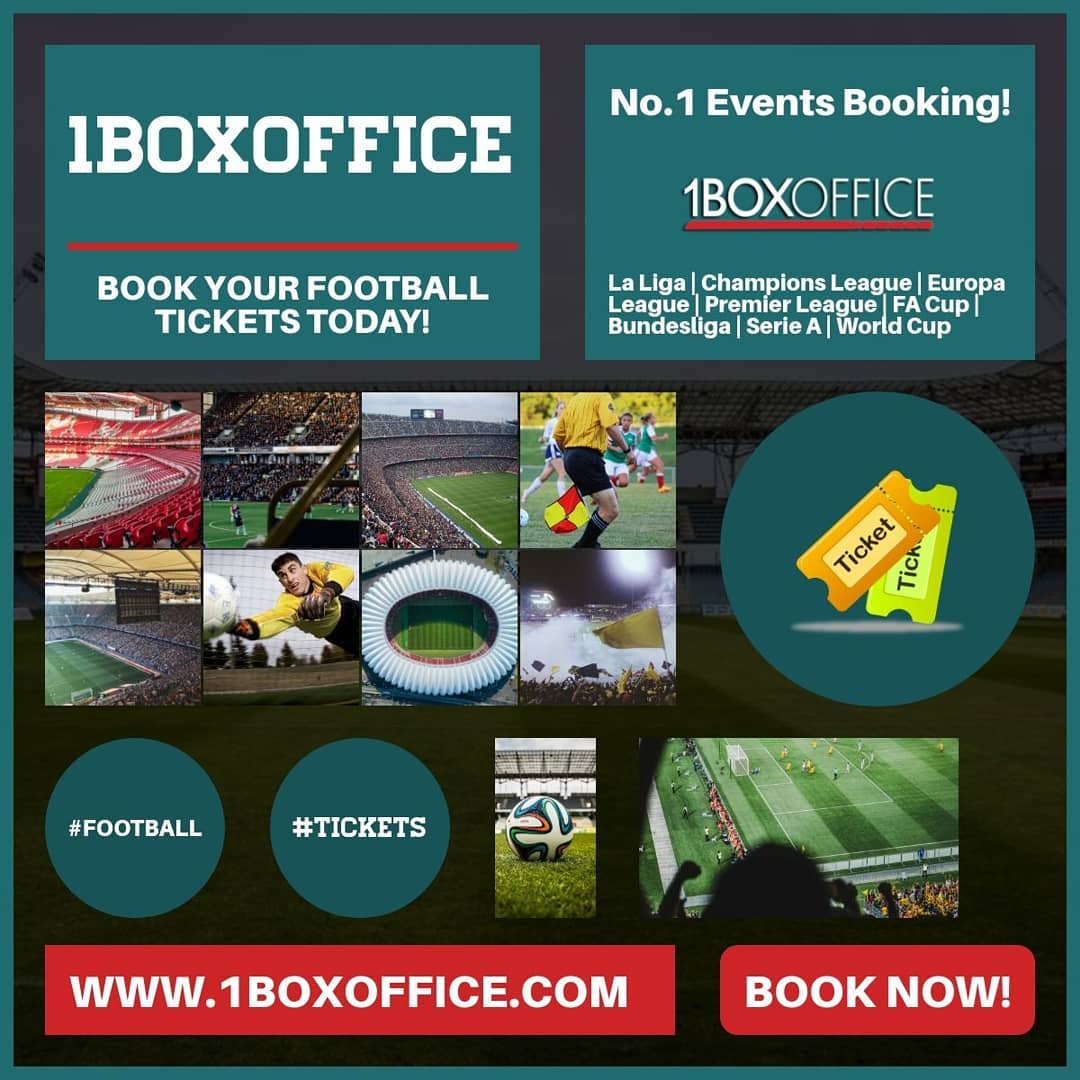 1BOXOFFICE
BOOK YOUR FOOTBALL
TICKETS TODAY!
No.1 Events Booking!
1BOXOFFICE
La Liga | Champions League | Europa
League | Premier League | FA Cup |
Bundesliga | Serie A | World Cup
Ticket
Tick
#FOOTBALL
#TICKETS
WWW.1BOXOFFICE.COM
BOOK NOW!